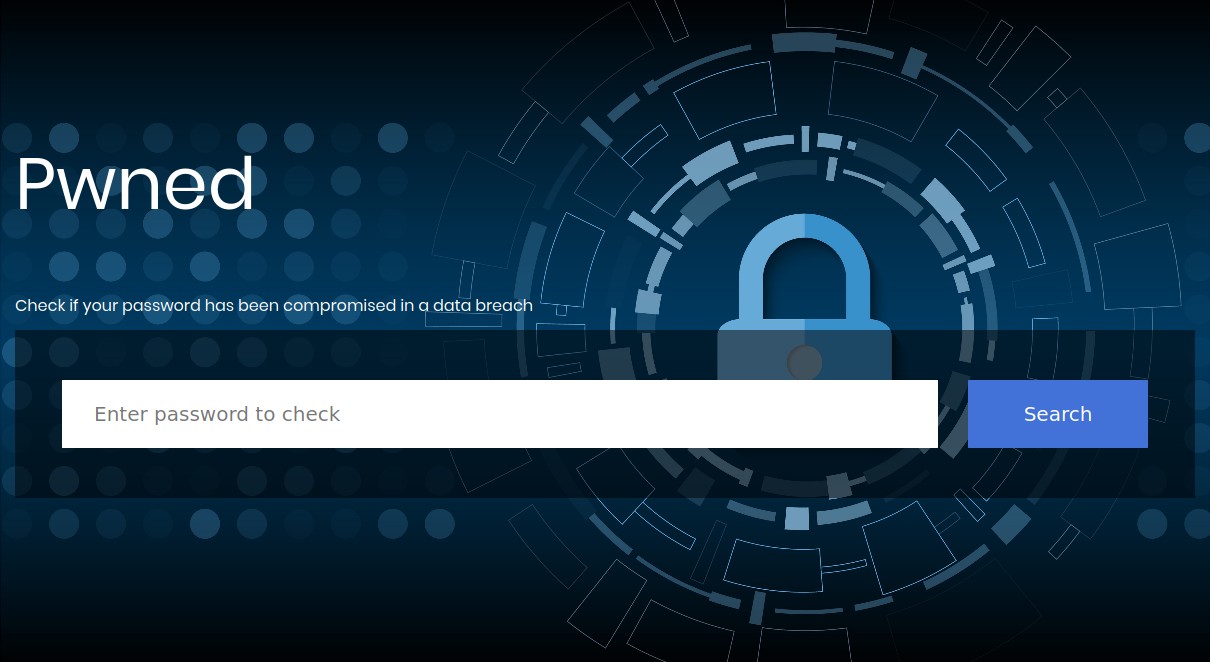 Pwned
Check if your password has been compromised in a data breach
Enter password to check
Search